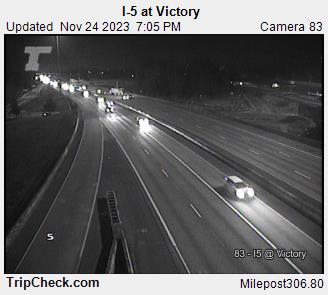 I-5 at Victory
Updated Nov 24 2023 7:05 PM Camera 83
T
S
83 - I5 @ Victory
TripCheck.com Milepost306.80